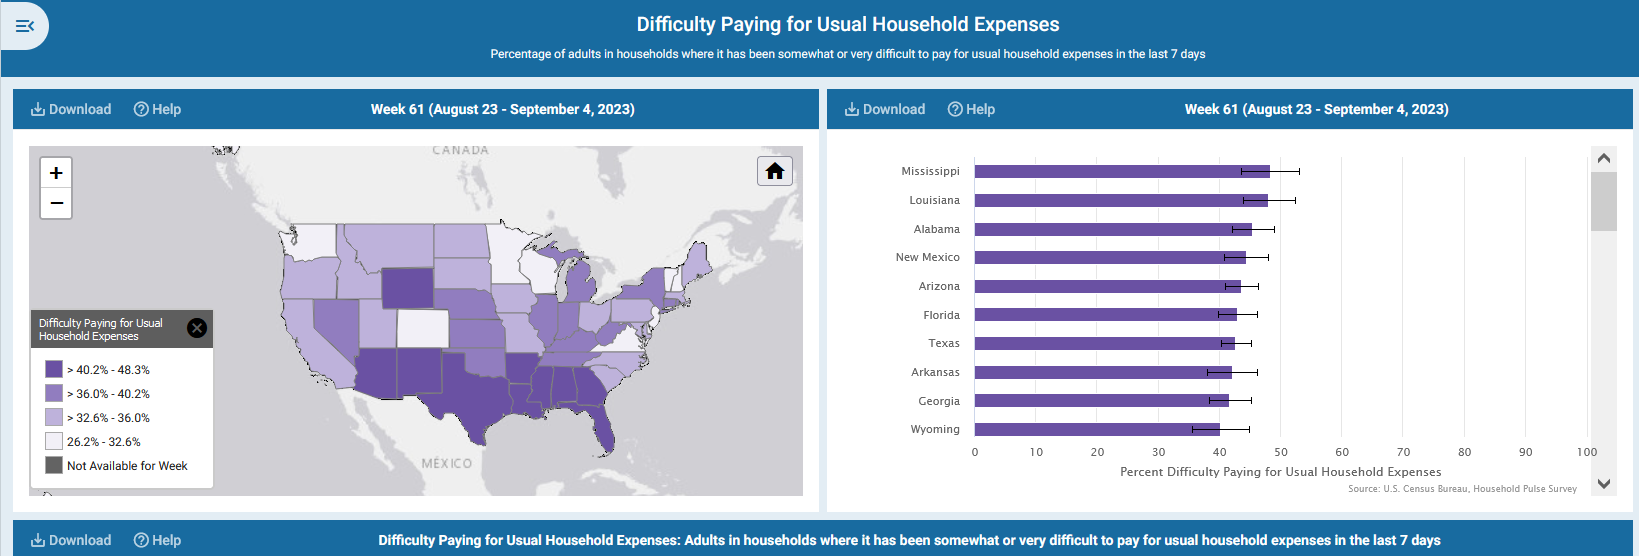 Difficulty Paying for Usual Household Expenses
Percentage of adults in households where it has been somewhat or very difficult to pay for usual household expenses in the last 7 days
Download
Help
Week 61 (August 23 - September 4, 2023)
CANADA
+
−
Difficulty Paying for Usual
Household Expenses
> 40.2% - 48.3%
> 36.0% - 40.2%
> 32.6% - 36.0%
26.2% - 32.6%
Not Available for Week
MÉXICO
Download
Help
Week 61 (August 23 - September 4, 2023)
Mississippi
Louisiana
Alabama
New Mexico
Arizona
Florida
Texas
Arkansas
Georgia
Wyoming
0 10 20 30 40 50 60 70 80 90 100
Percent Difficulty Paying for Usual Household Expenses
Source: U.S. Census Bureau, Household Pulse Survey
Download
Help
Difficulty Paying for Usual Household Expenses: Adults in households where it has been somewhat or very difficult to pay for usual household expenses in the last 7 days